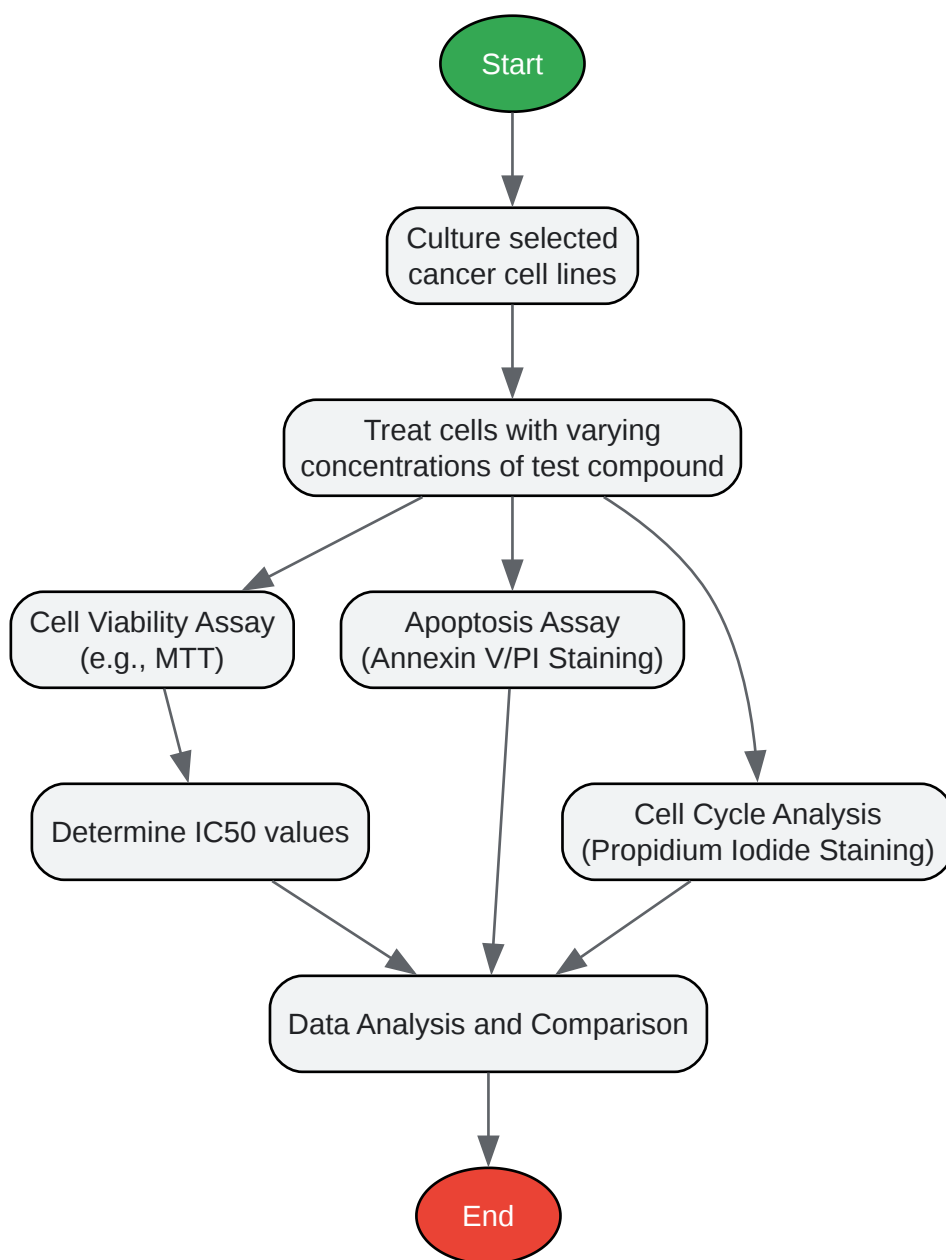 Start
Culture selected
cancer cell lines
Treat cells with varying
concentrations of test compound
Cell Viability Assay
(e.g., MTT)
Apoptosis Assay
(Annexin V/PI Staining)
Determine IC50 values
Cell Cycle Analysis
(Propidium Iodide Staining)
Data Analysis and Comparison
End